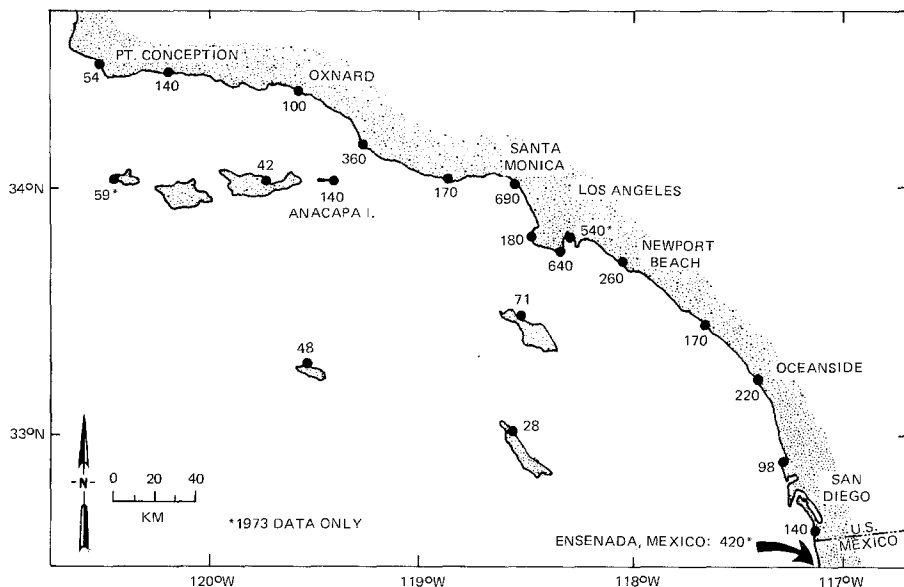 PT. CONCEPTION
54
140
OXNARD
100
360
SANTA
MONICA
42
59*
140
ANACAPA I.
170
690
LOS ANGELES
34°N
180
540*
640
NEWPORT
BEACH
260
71
170
48
OCEANSIDE
220
28
33°N
98
-N-
0 20 40
KM
SAN
DIEGO
*1973 DATA ONLY
140
U.S.
MEXICO
ENSENADA, MEXICO: 420*
120°W
119°W
118°W
117°W